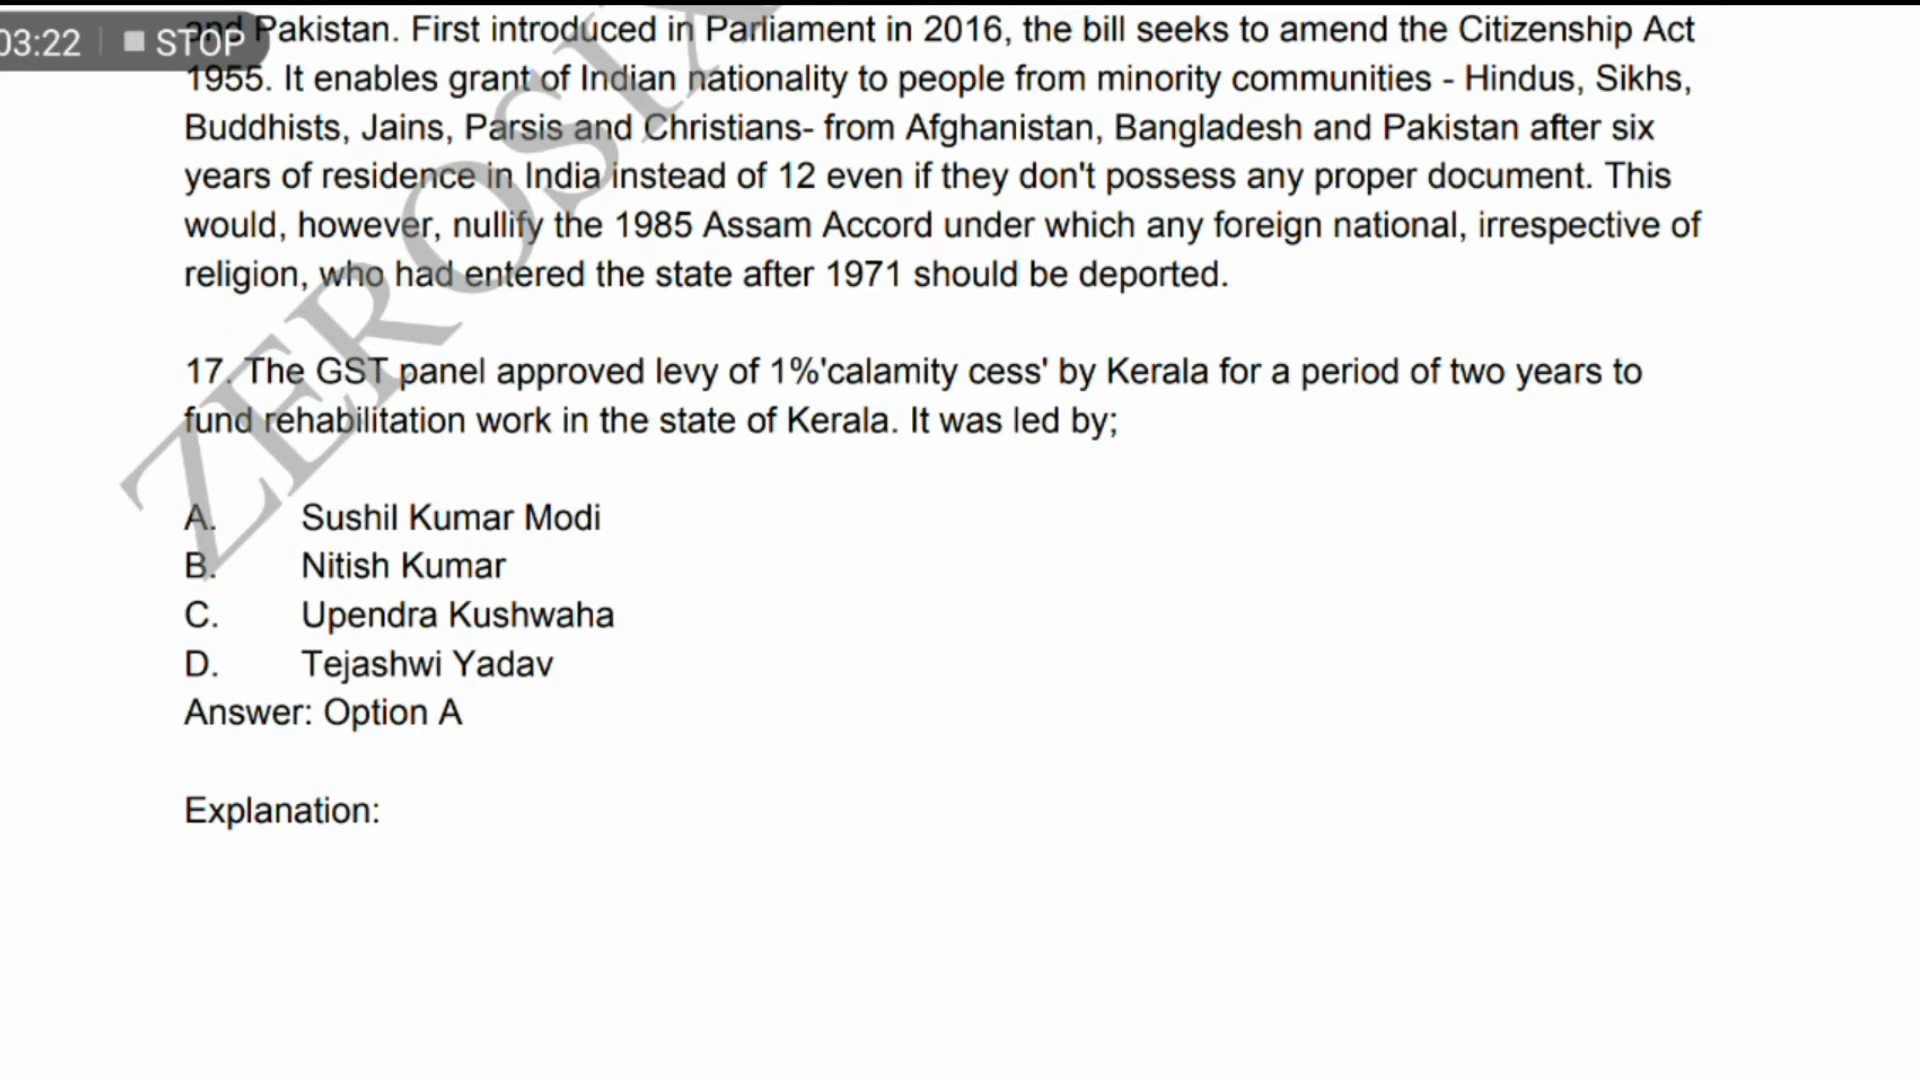 and Pakistan. First introduced in Parliament in 2016, the bill seeks to amend the Citizenship Act
03:22 STOP
1955. It enables grant of Indian nationality to people from minority communities - Hindus, Sikhs,
Buddhists, Jains, Parsis and Christians- from Afghanistan, Bangladesh and Pakistan after six
years of residence in India instead of 12 even if they don't possess any proper document. This
would, however, nullify the 1985 Assam Accord under which any foreign national, irrespective of
religion, who had entered the state after 1971 should be deported.
17. The GST panel approved levy of 1%'calamity cess' by Kerala for a period of two years to
fund rehabilitation work in the state of Kerala. It was led by;
A. Sushil Kumar Modi
B. Nitish Kumar
C. Upendra Kushwaha
D. Tejashwi Yadav
Answer: Option A
Explanation:
ZEROSIX